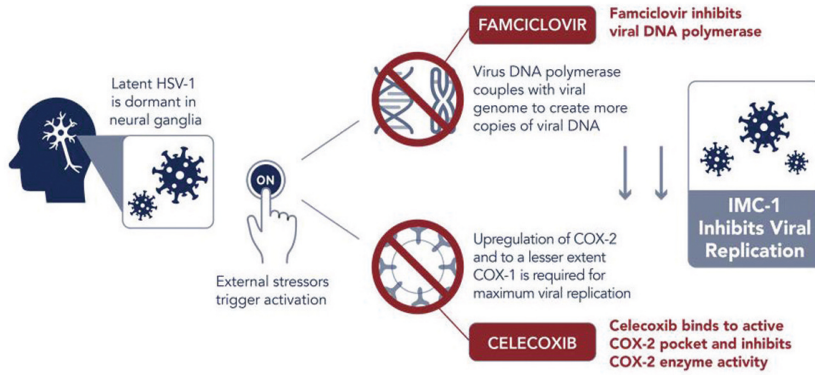 FAMCICLOVIR
Famciclovir inhibits
viral DNA polymerase
Latent HSV-1
is dormant in
neural ganglia
Virus DNA polymerase
couples with viral
genome to create more
copies of viral DNA
ON
External stressors
trigger activation
Upregulation of COX-2
and to a lesser extent
COX-1 is required for
maximum viral replication
CELECOXIB
Celecoxib binds to active
COX-2 pocket and inhibits
COX-2 enzyme activity
IMC-1
Inhibits Viral
Replication